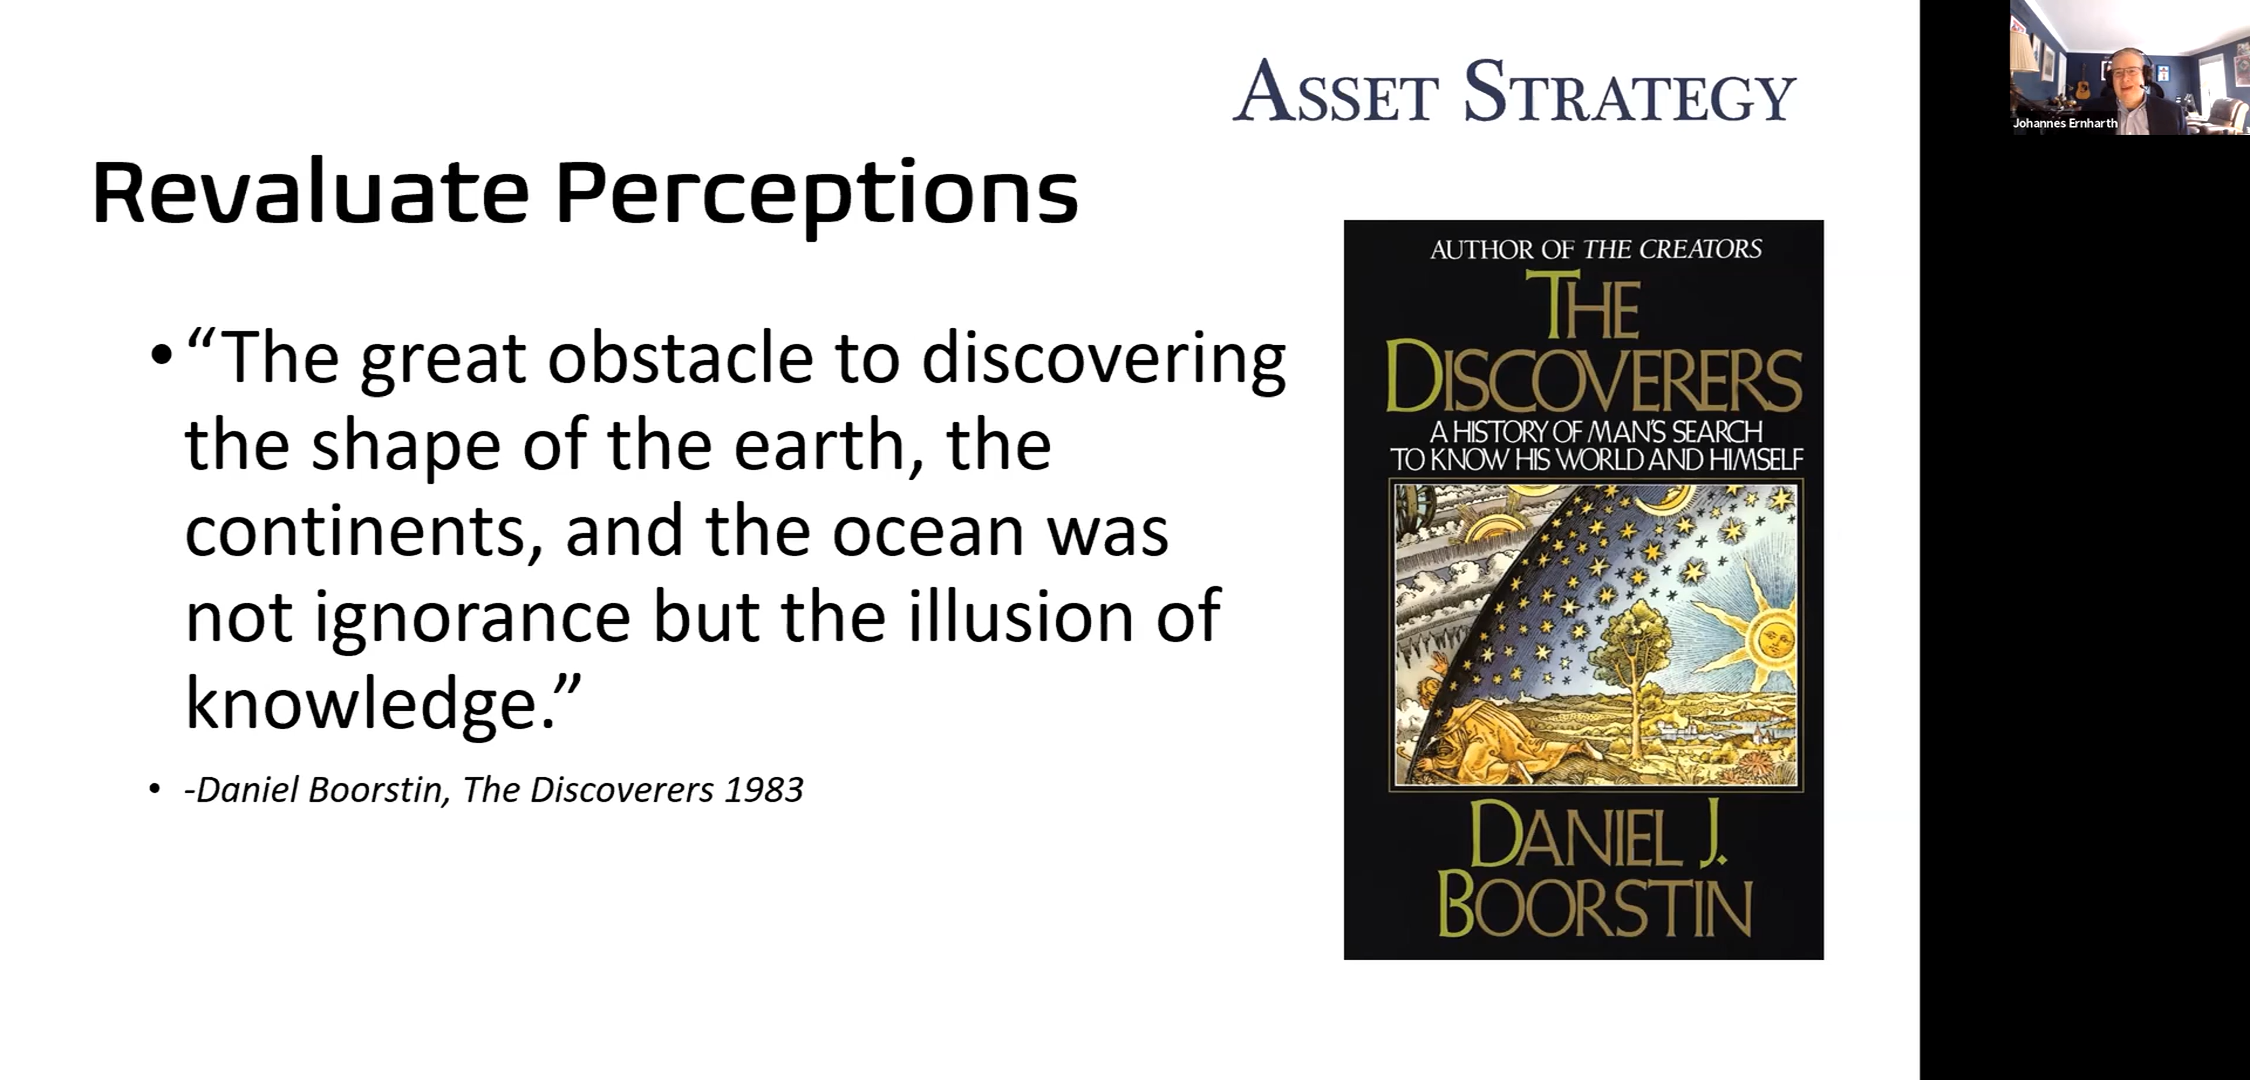 ASSET STRATEGY
Johannes Ernharth
Revaluate Perceptions
• “The great obstacle to discovering
the shape of the earth, the
continents, and the ocean was
not ignorance but the illusion of
knowledge.”
• -Daniel Boorstin, The Discoverers 1983
AUTHOR OF THE CREATORS
THE
DISCOVERERS
A HISTORY OF MAN'S SEARCH
TO KNOW HIS WORLD AND HIMSELF
DANIEL J.
BOORSTIN